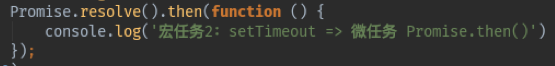 Promise.resolve().then(function () {
    console.log('宏任务2: setTimeout => 微任务 Promise.then()')
});